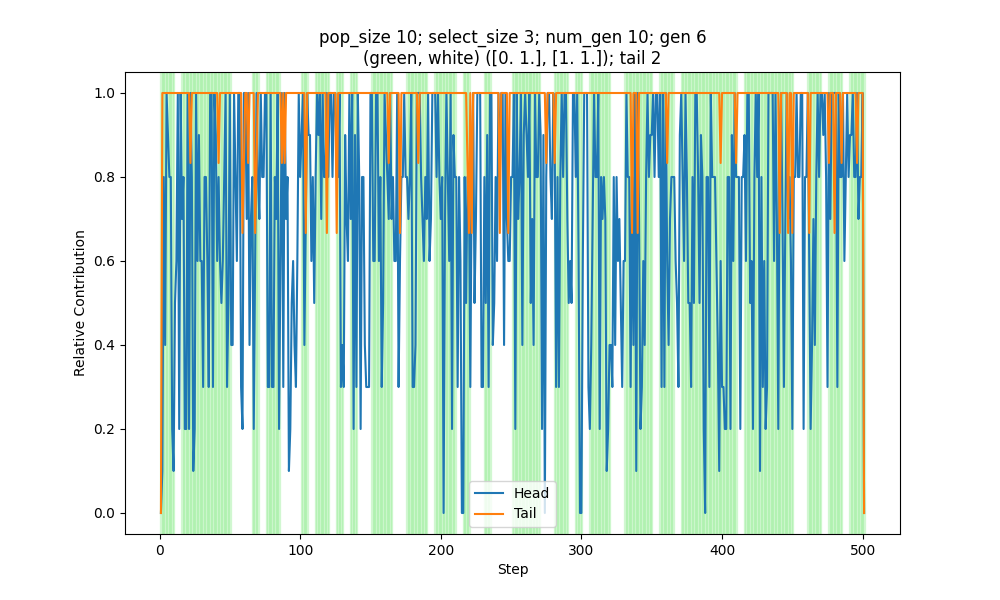 pop_size 10; select_size 3; num_gen 10; gen 6
(green, white) ([0. 1.], [1. 1.]); tail 2
1.0
0.8
0.6
0.4
0.2
0.0
Relative Contribution
Head
Tail
0
100
200
300
400
500
Step